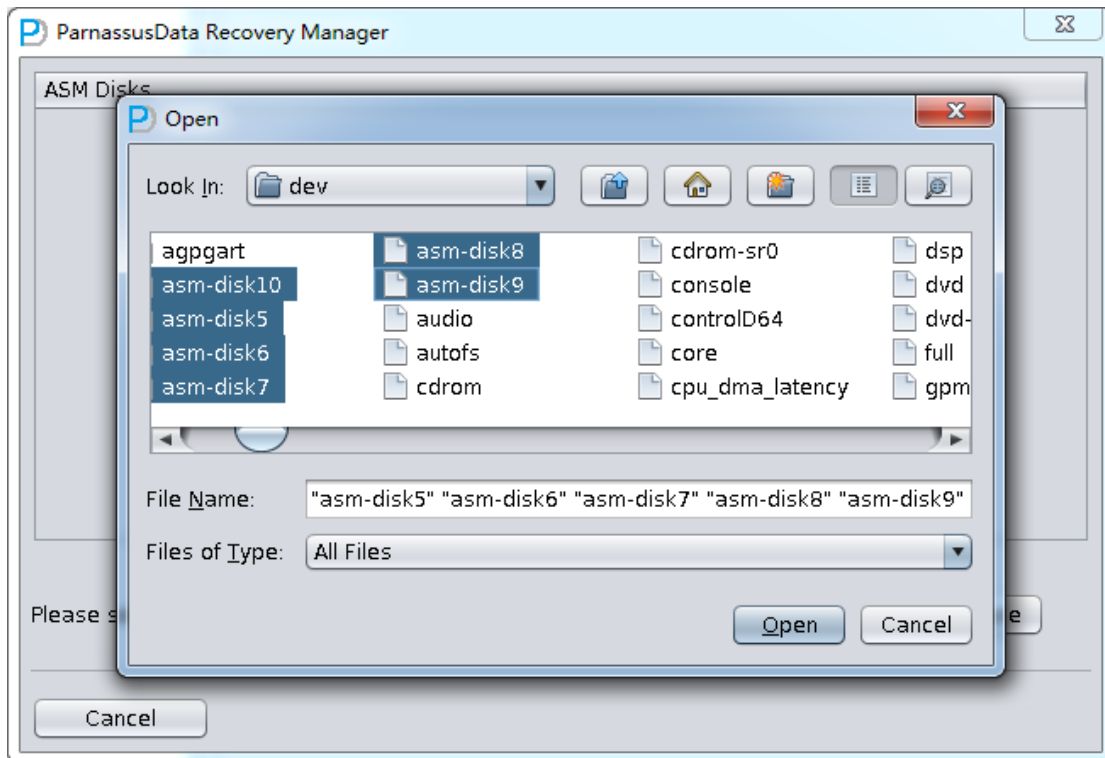 ParnassusData Recovery Manager
ASM Disks
Open
Look In: dev
agpgart asm-disk8 cdrom-sr0 dsp
asm-disk10 asm-disk9 console dvd
asm-disk5 audio controlD64 dvd-
asm-disk6 autofs core full
asm-disk7 cdrom cpu_dma_latency gpm
File Name: "asm-disk5" "asm-disk6" "asm-disk7" "asm-disk8" "asm-disk9"
Files of Type: All Files
Please s
e
Open Cancel
Cancel